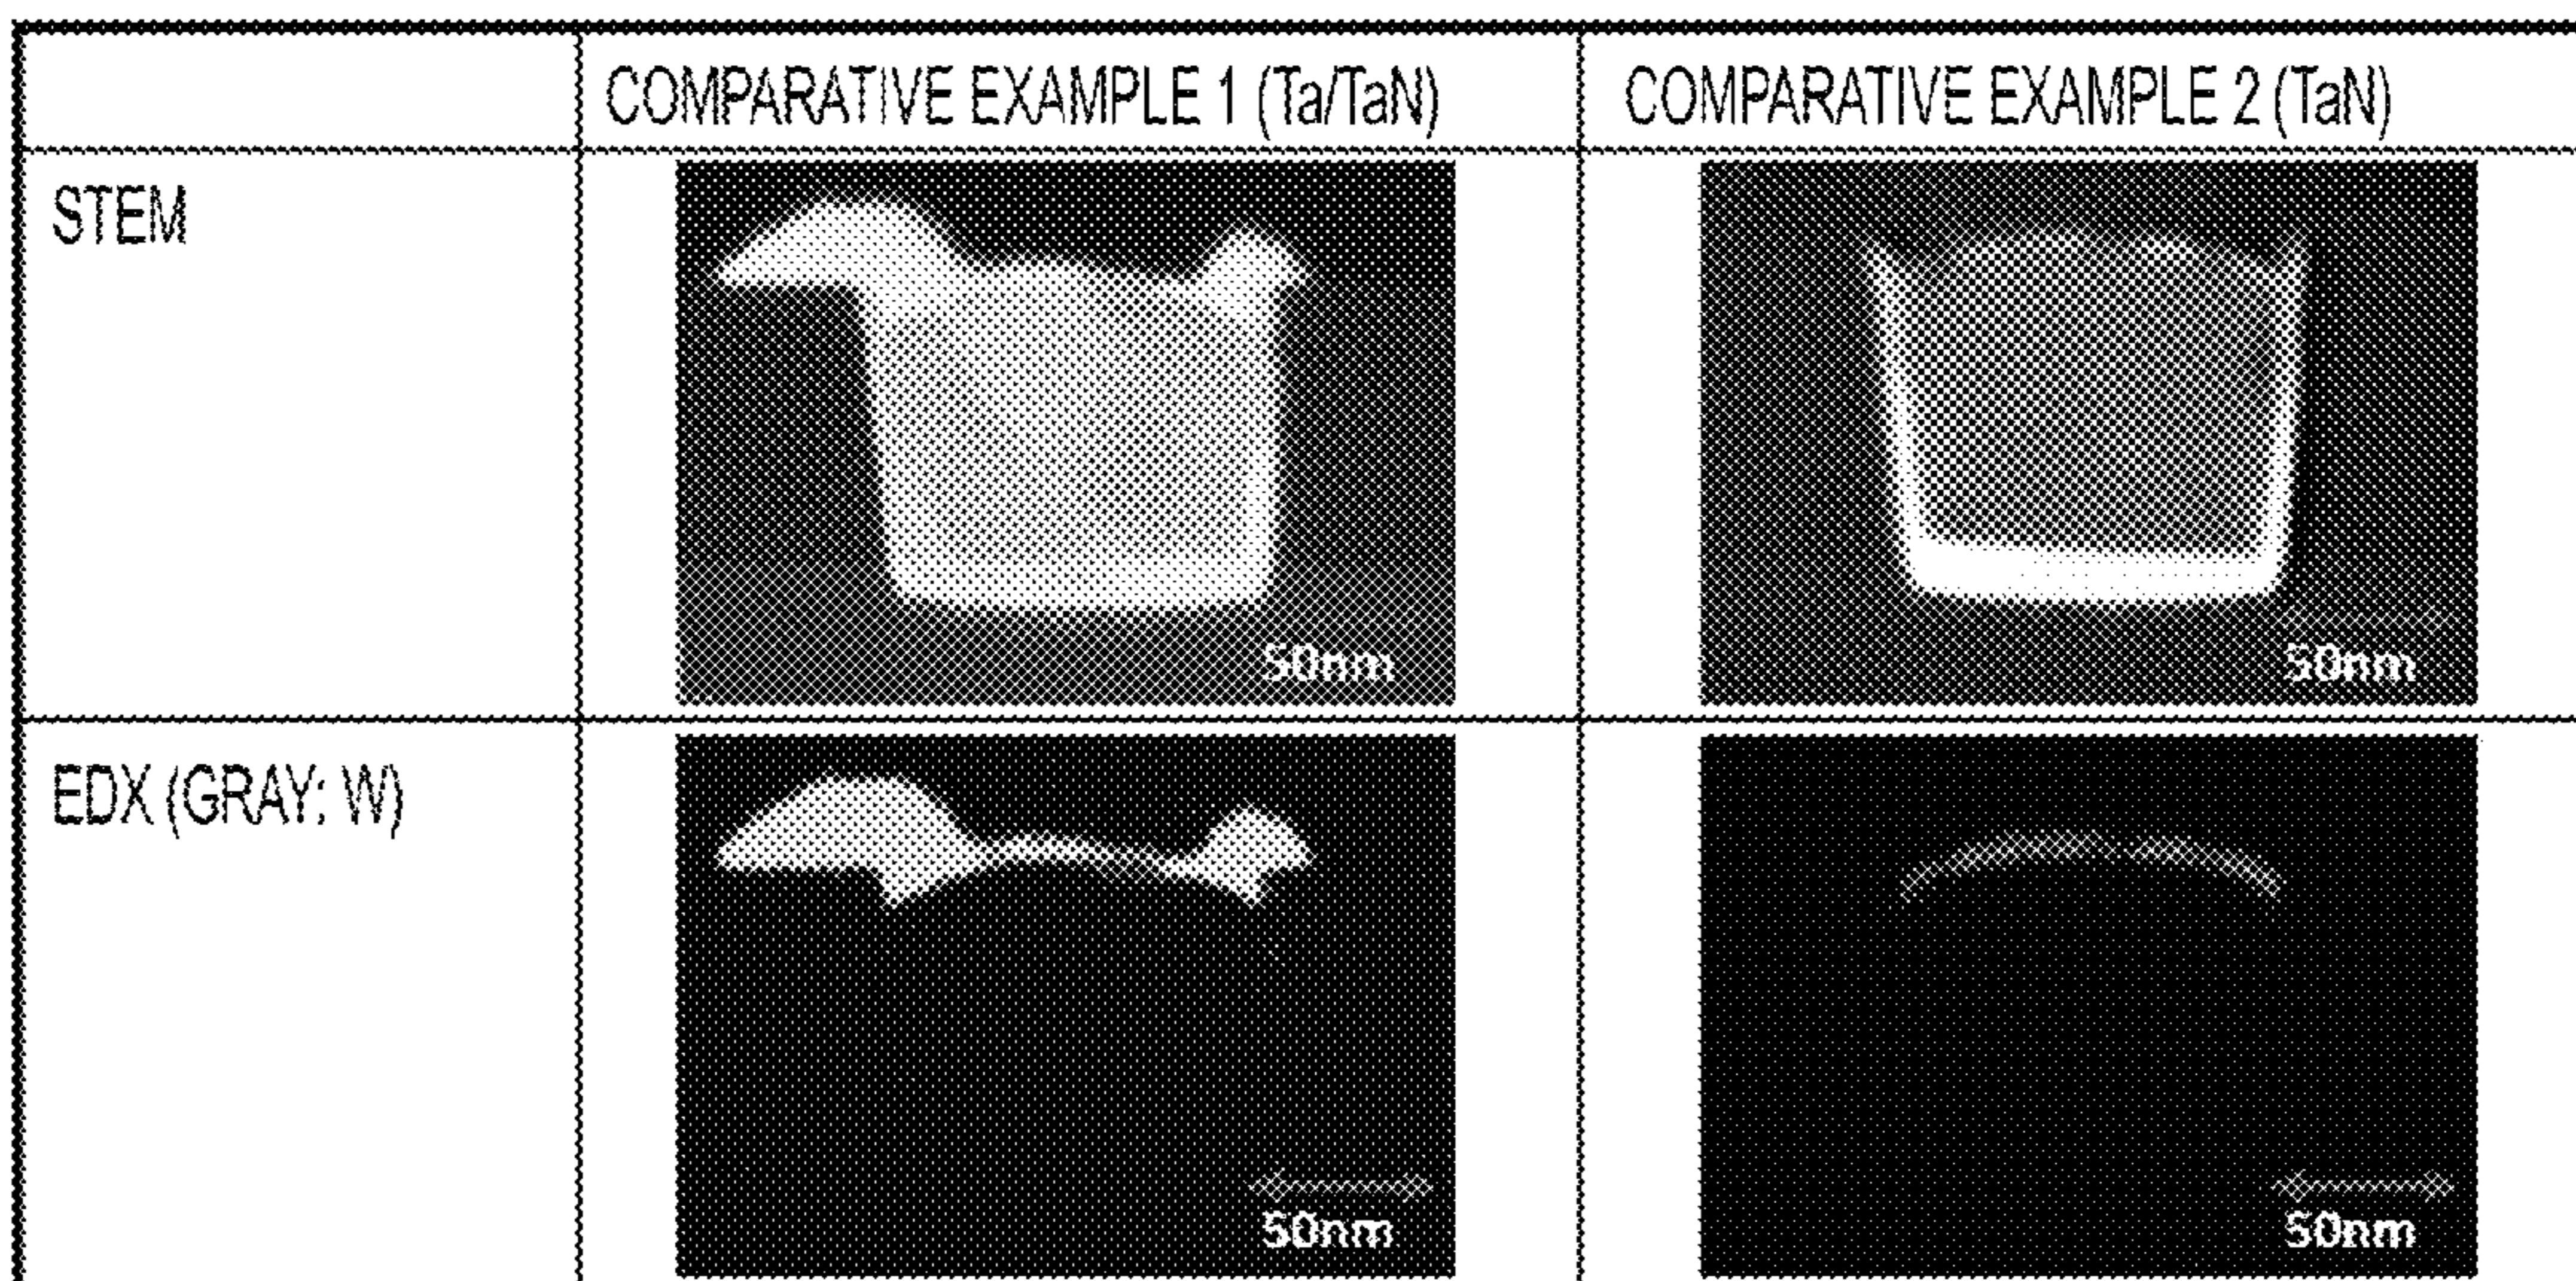 COMPARATIVE EXAMPLE 1 (Ta/TaN)
COMPARATIVE EXAMPLE 2 (TaN)
STEM
50nm
50nm
EDX (GRAY: W)
50nm
50nm